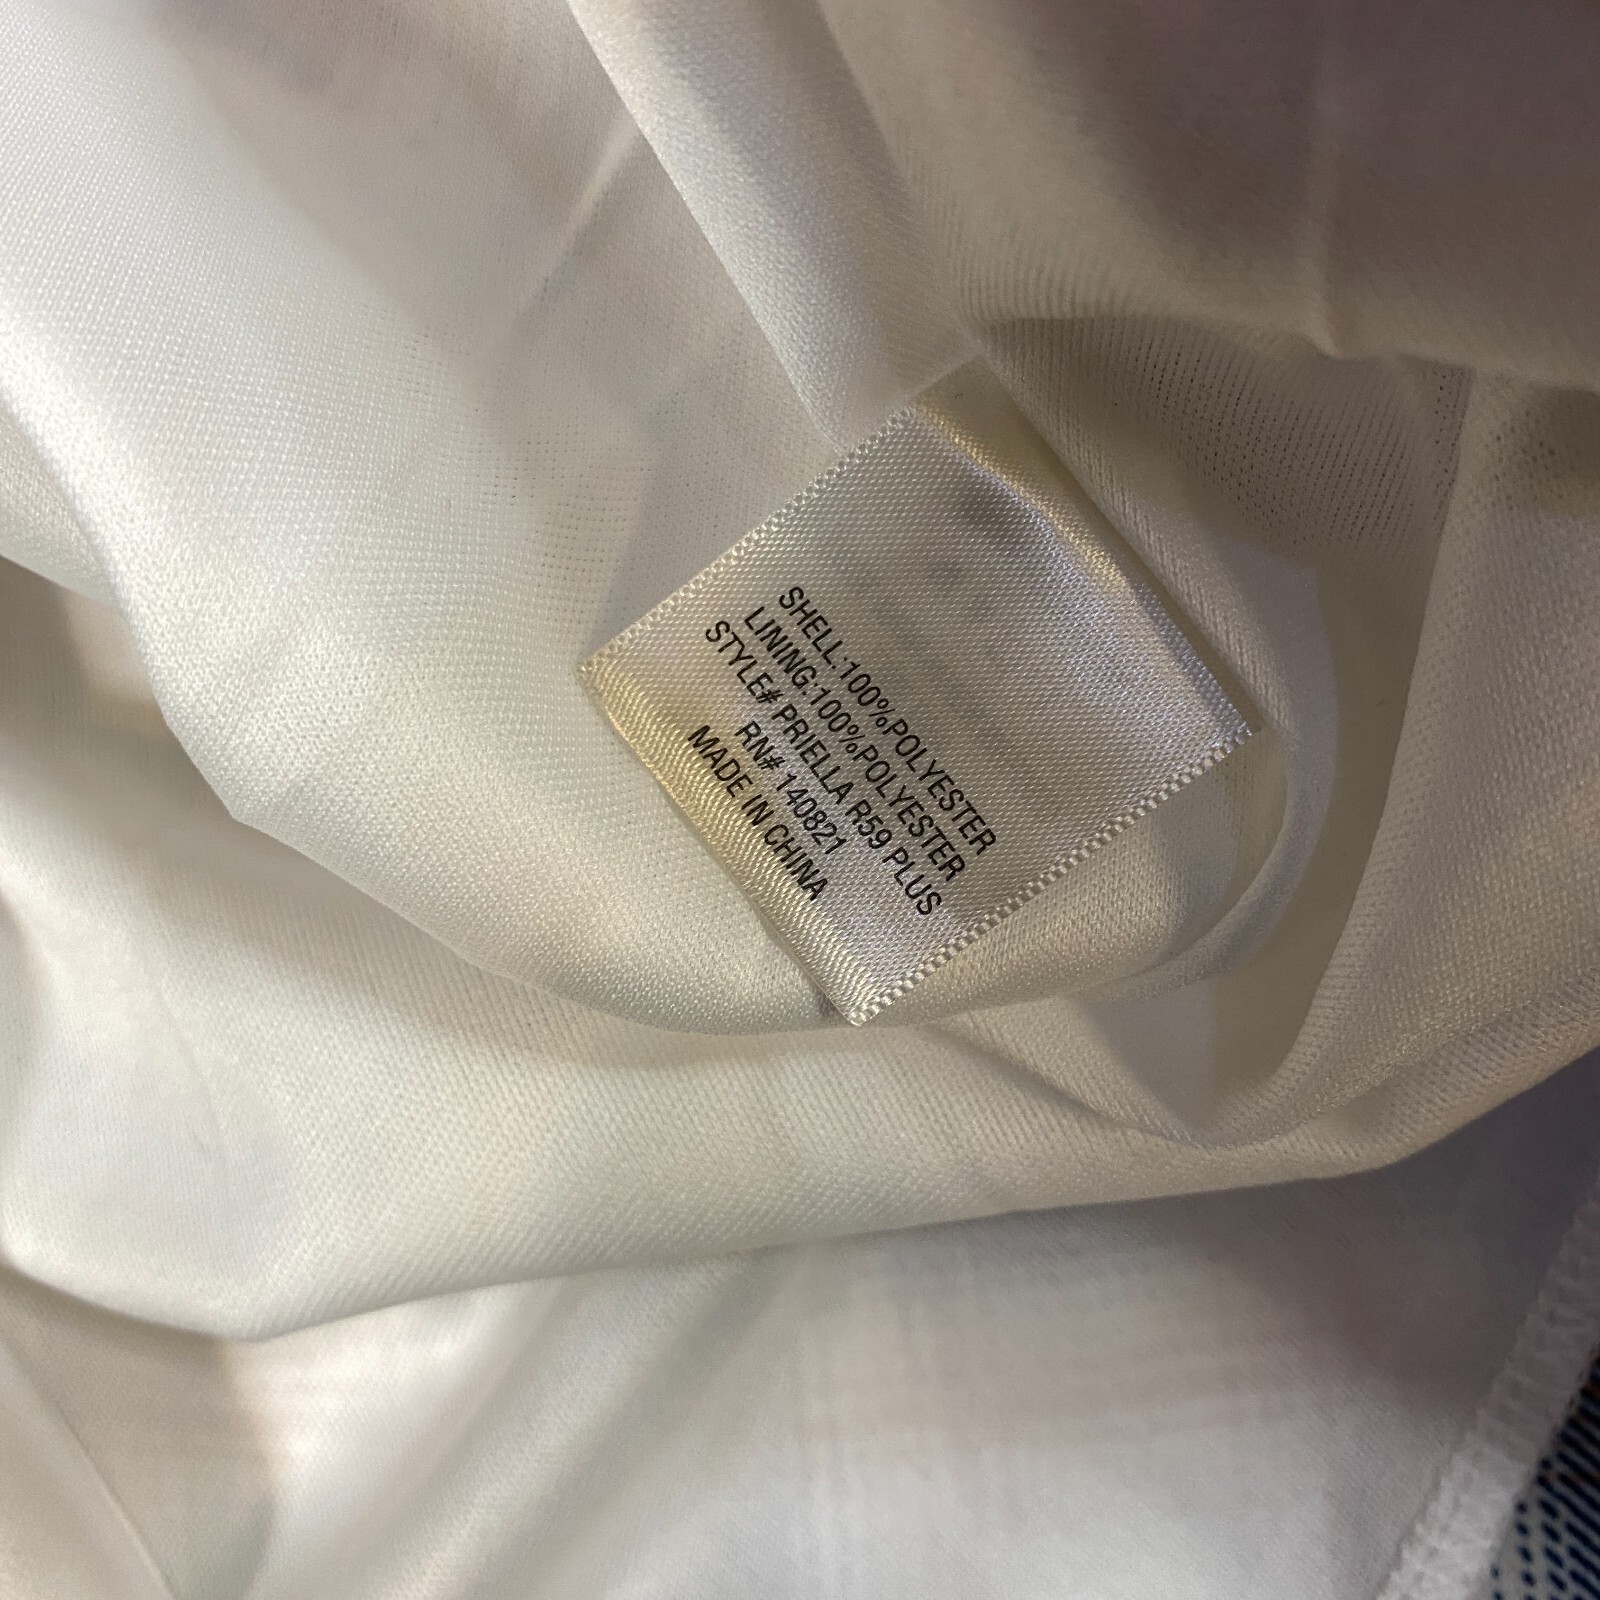 SHELL:100%POLYESTER
LINING:100%POLYESTER
STYLE# PRIELLA R59 PLUS
RN# 140821
MADE IN CHINA